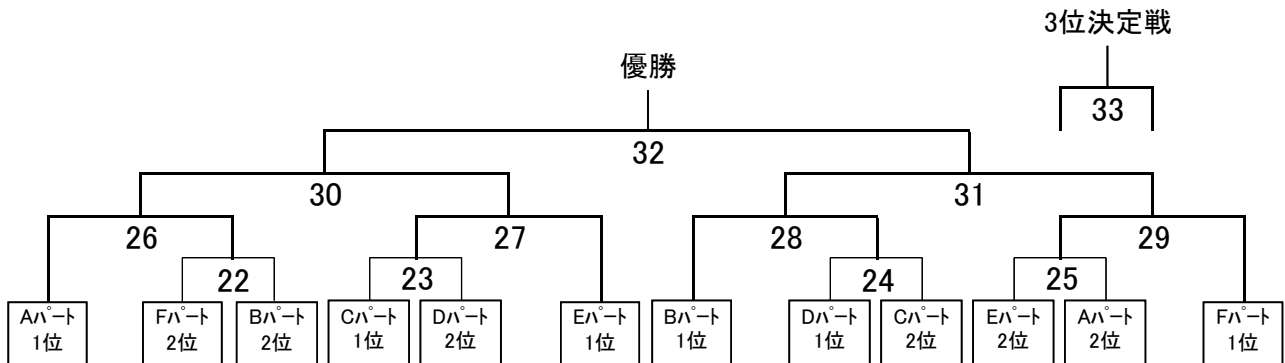 3位決定戦
優勝
33
32
30
31
26
27
28
29
22
23
24
25
Aパート
1位
Fパート
2位
Bパート
2位
Cパート
1位
Dパート
2位
Eパート
1位
Bパート
1位
Dパート
1位
Cパート
2位
Eパート
2位
Aパート
2位
Fパート
1位